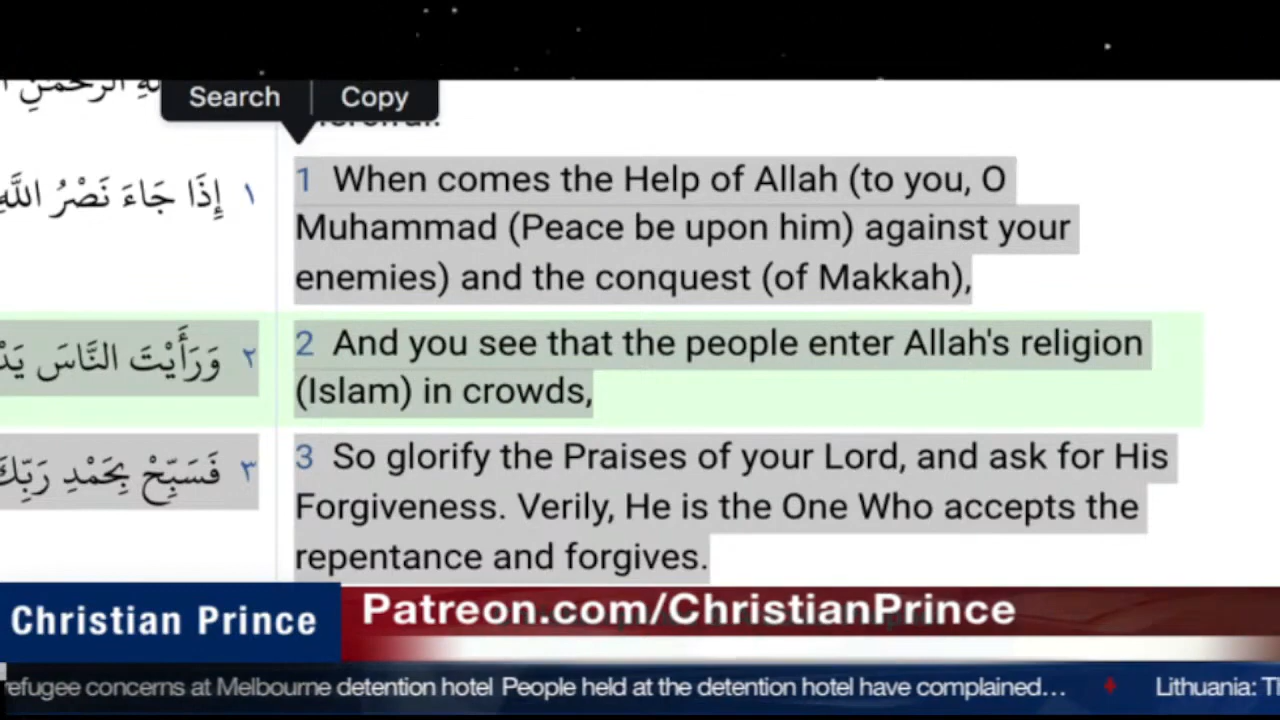 Search Copy
1 When comes the Help of Allah (to you, O
Muhammad (Peace be upon him) against your
enemies) and the conquest (of Makkah),
١ إِذَا جَاءَ نَصْرُ اللَّهِ
2 And you see that the people enter Allah's religion
(Islam) in crowds,
٢ وَرَأَيْتَ النَّاسَ
3 So glorify the Praises of your Lord, and ask for His
Forgiveness. Verily, He is the One Who accepts the
repentance and forgives.
٣ فَسَبِّحْ بِحَمْدِ رَبِّكَ
Christian Prince
Patreon.com/ChristianPrince
refugee concerns at Melbourne detention hotel People held at the detention hotel have complained... Lithuania: